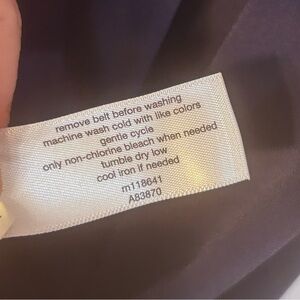 remove belt before washing
machine wash cold with like colors
gentle cycle
only non-chlorine bleach when needed
tumble dry low
cool iron if needed
m118641
A83870